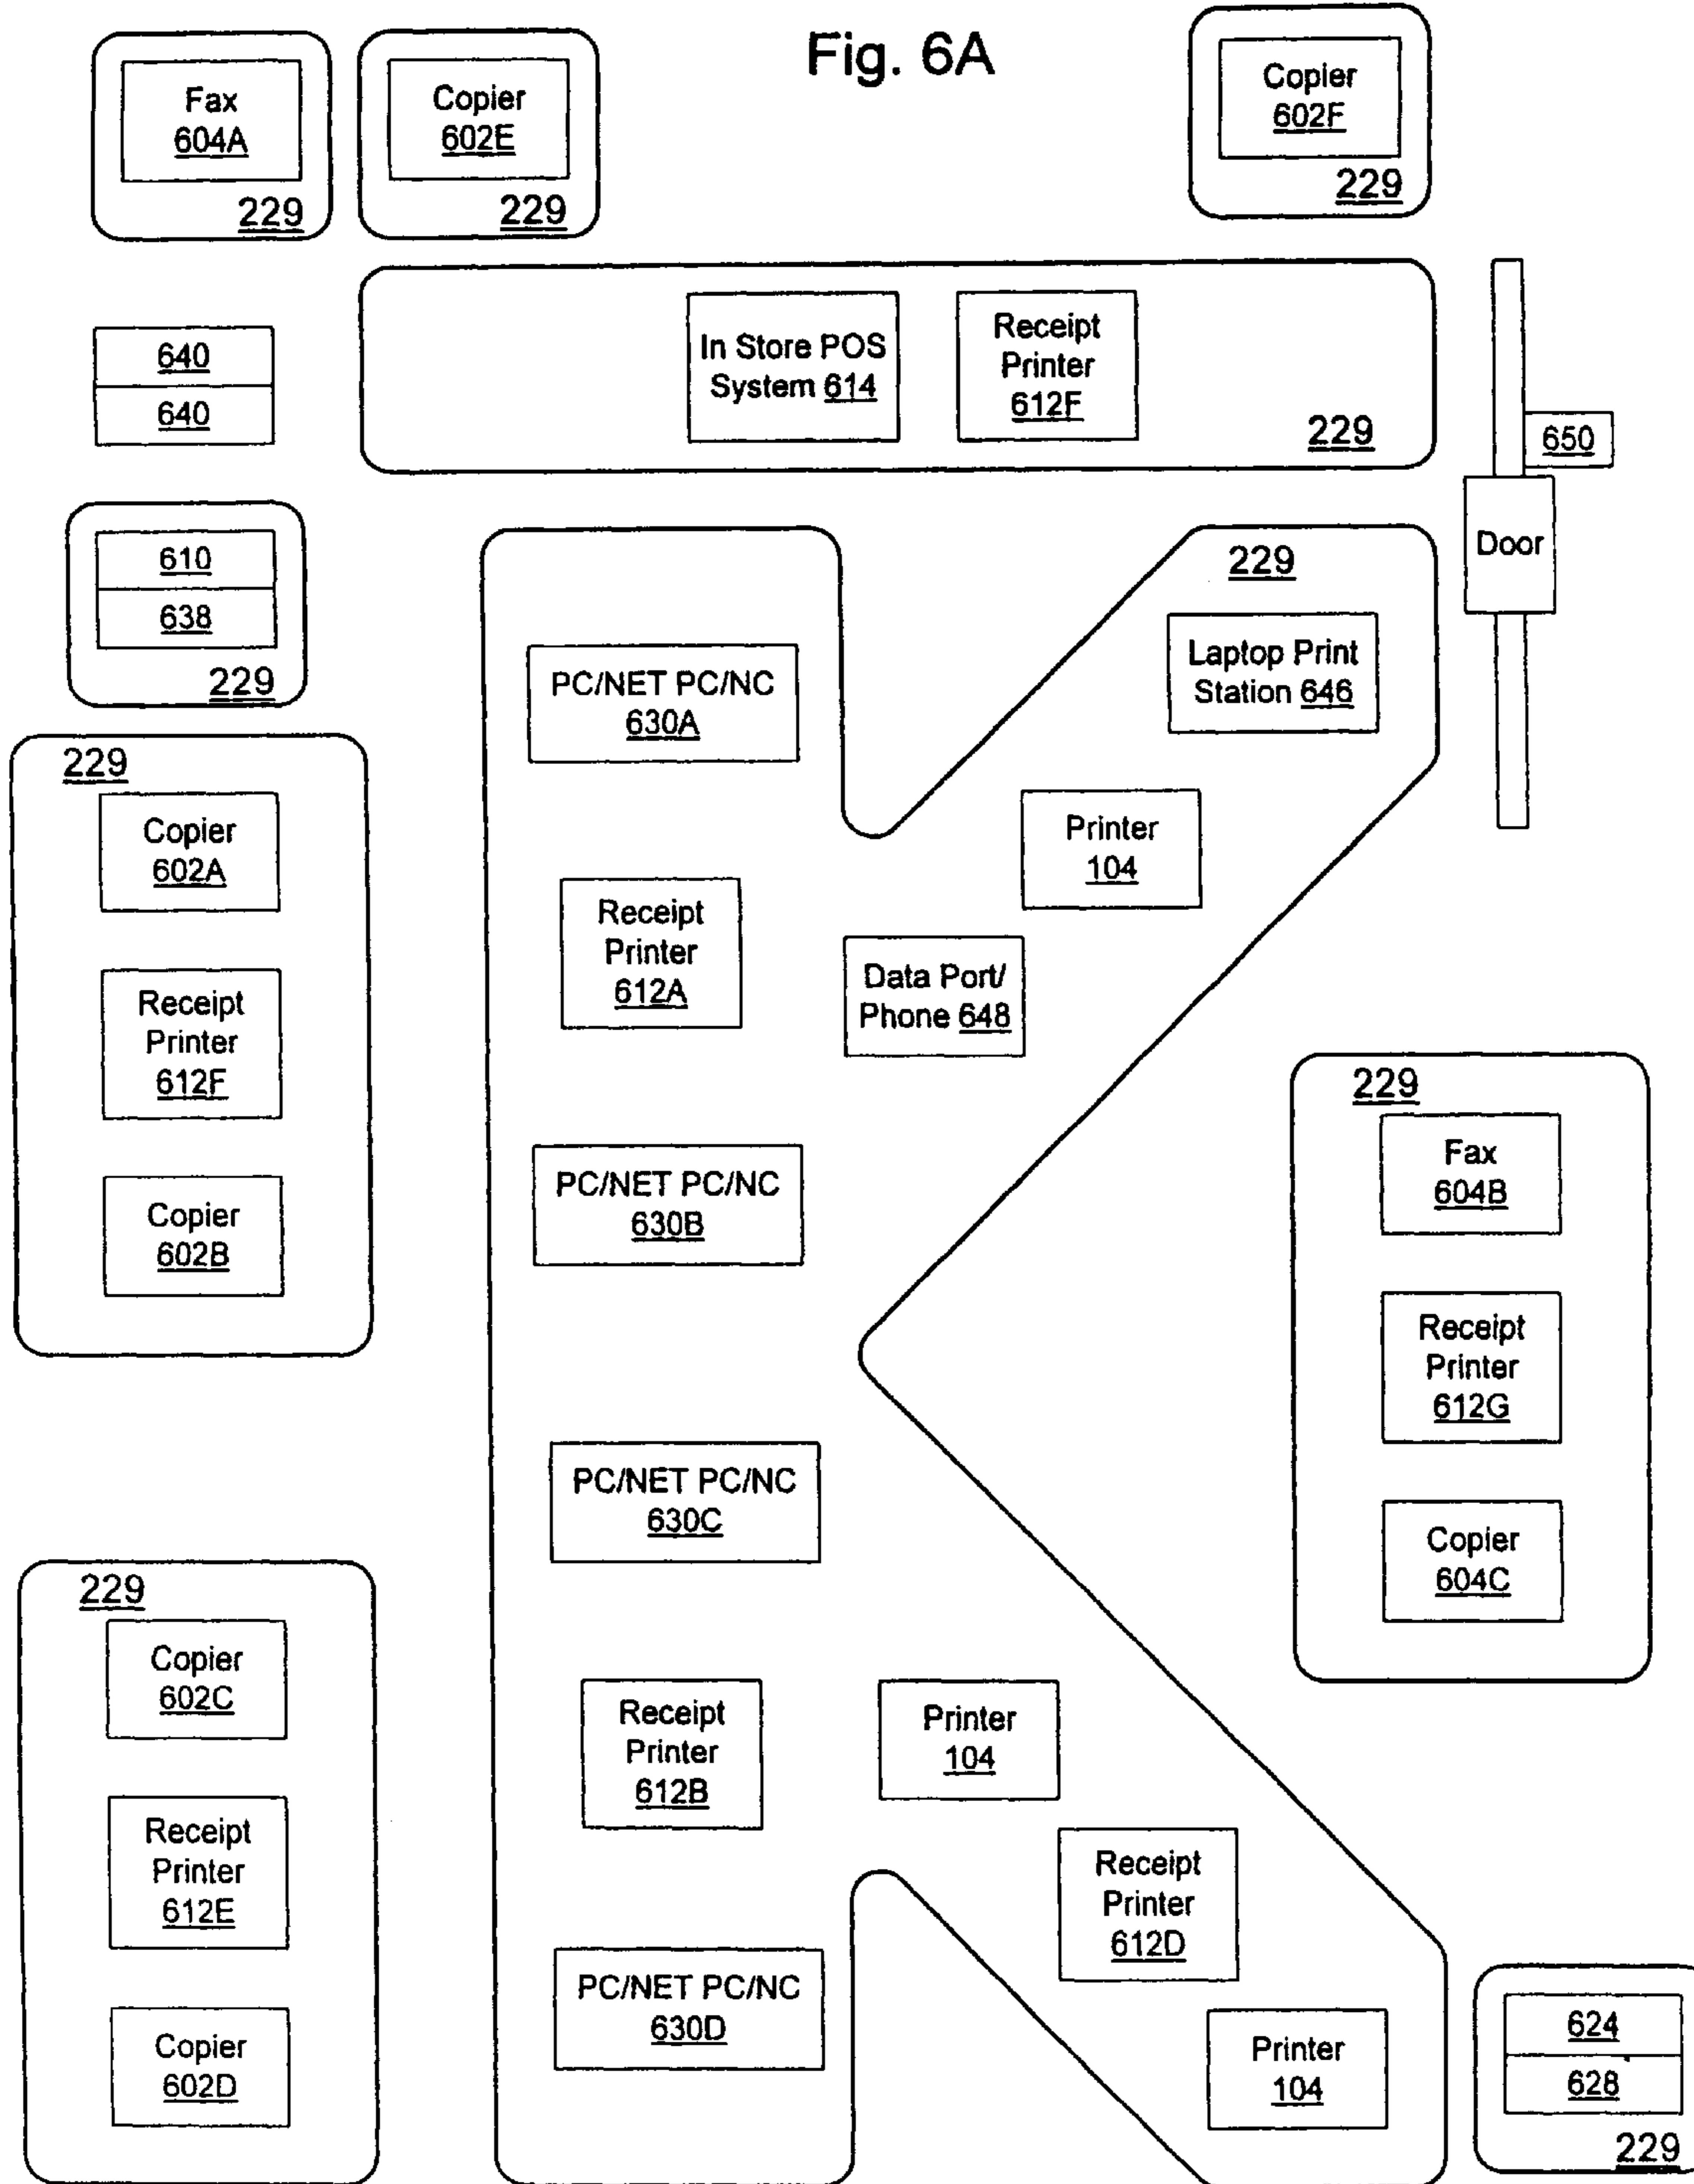 Fig. 6A
Fax
604A
229
Copier
602E
229
Copier
602F
229
In Store POS
System 614
Receipt
Printer
612F
229
640
640
650
Door
610
638
229
229
Laptop Print
Station 646
PC/NET PC/NC
630A
Printer
104
Receipt
Printer
612A
Data Port/
Phone 648
PC/NET PC/NC
630B
PC/NET PC/NC
630C
Receipt
Printer
612B
Printer
104
Receipt
Printer
612D
PC/NET PC/NC
630D
Printer
104
229
Copier
602A
Receipt
Printer
612F
Copier
602B
229
Copier
602C
Receipt
Printer
612E
Copier
602D
229
Fax
604B
Receipt
Printer
612G
Copier
604C
624
628
229